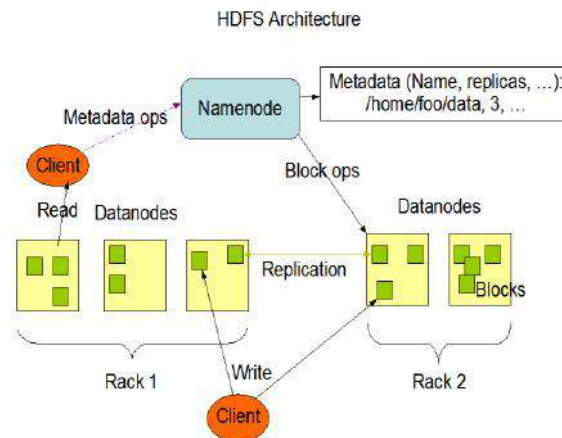 HDFS Architecture
Metadata (Name, replicas, ...):
/home/foo/data, 3, ...
Namenode
Metadata ops
Client
Block ops
Read
Datanodes
Datanodes
Replication
Blocks
Rack 1
Write
Rack 2
Client